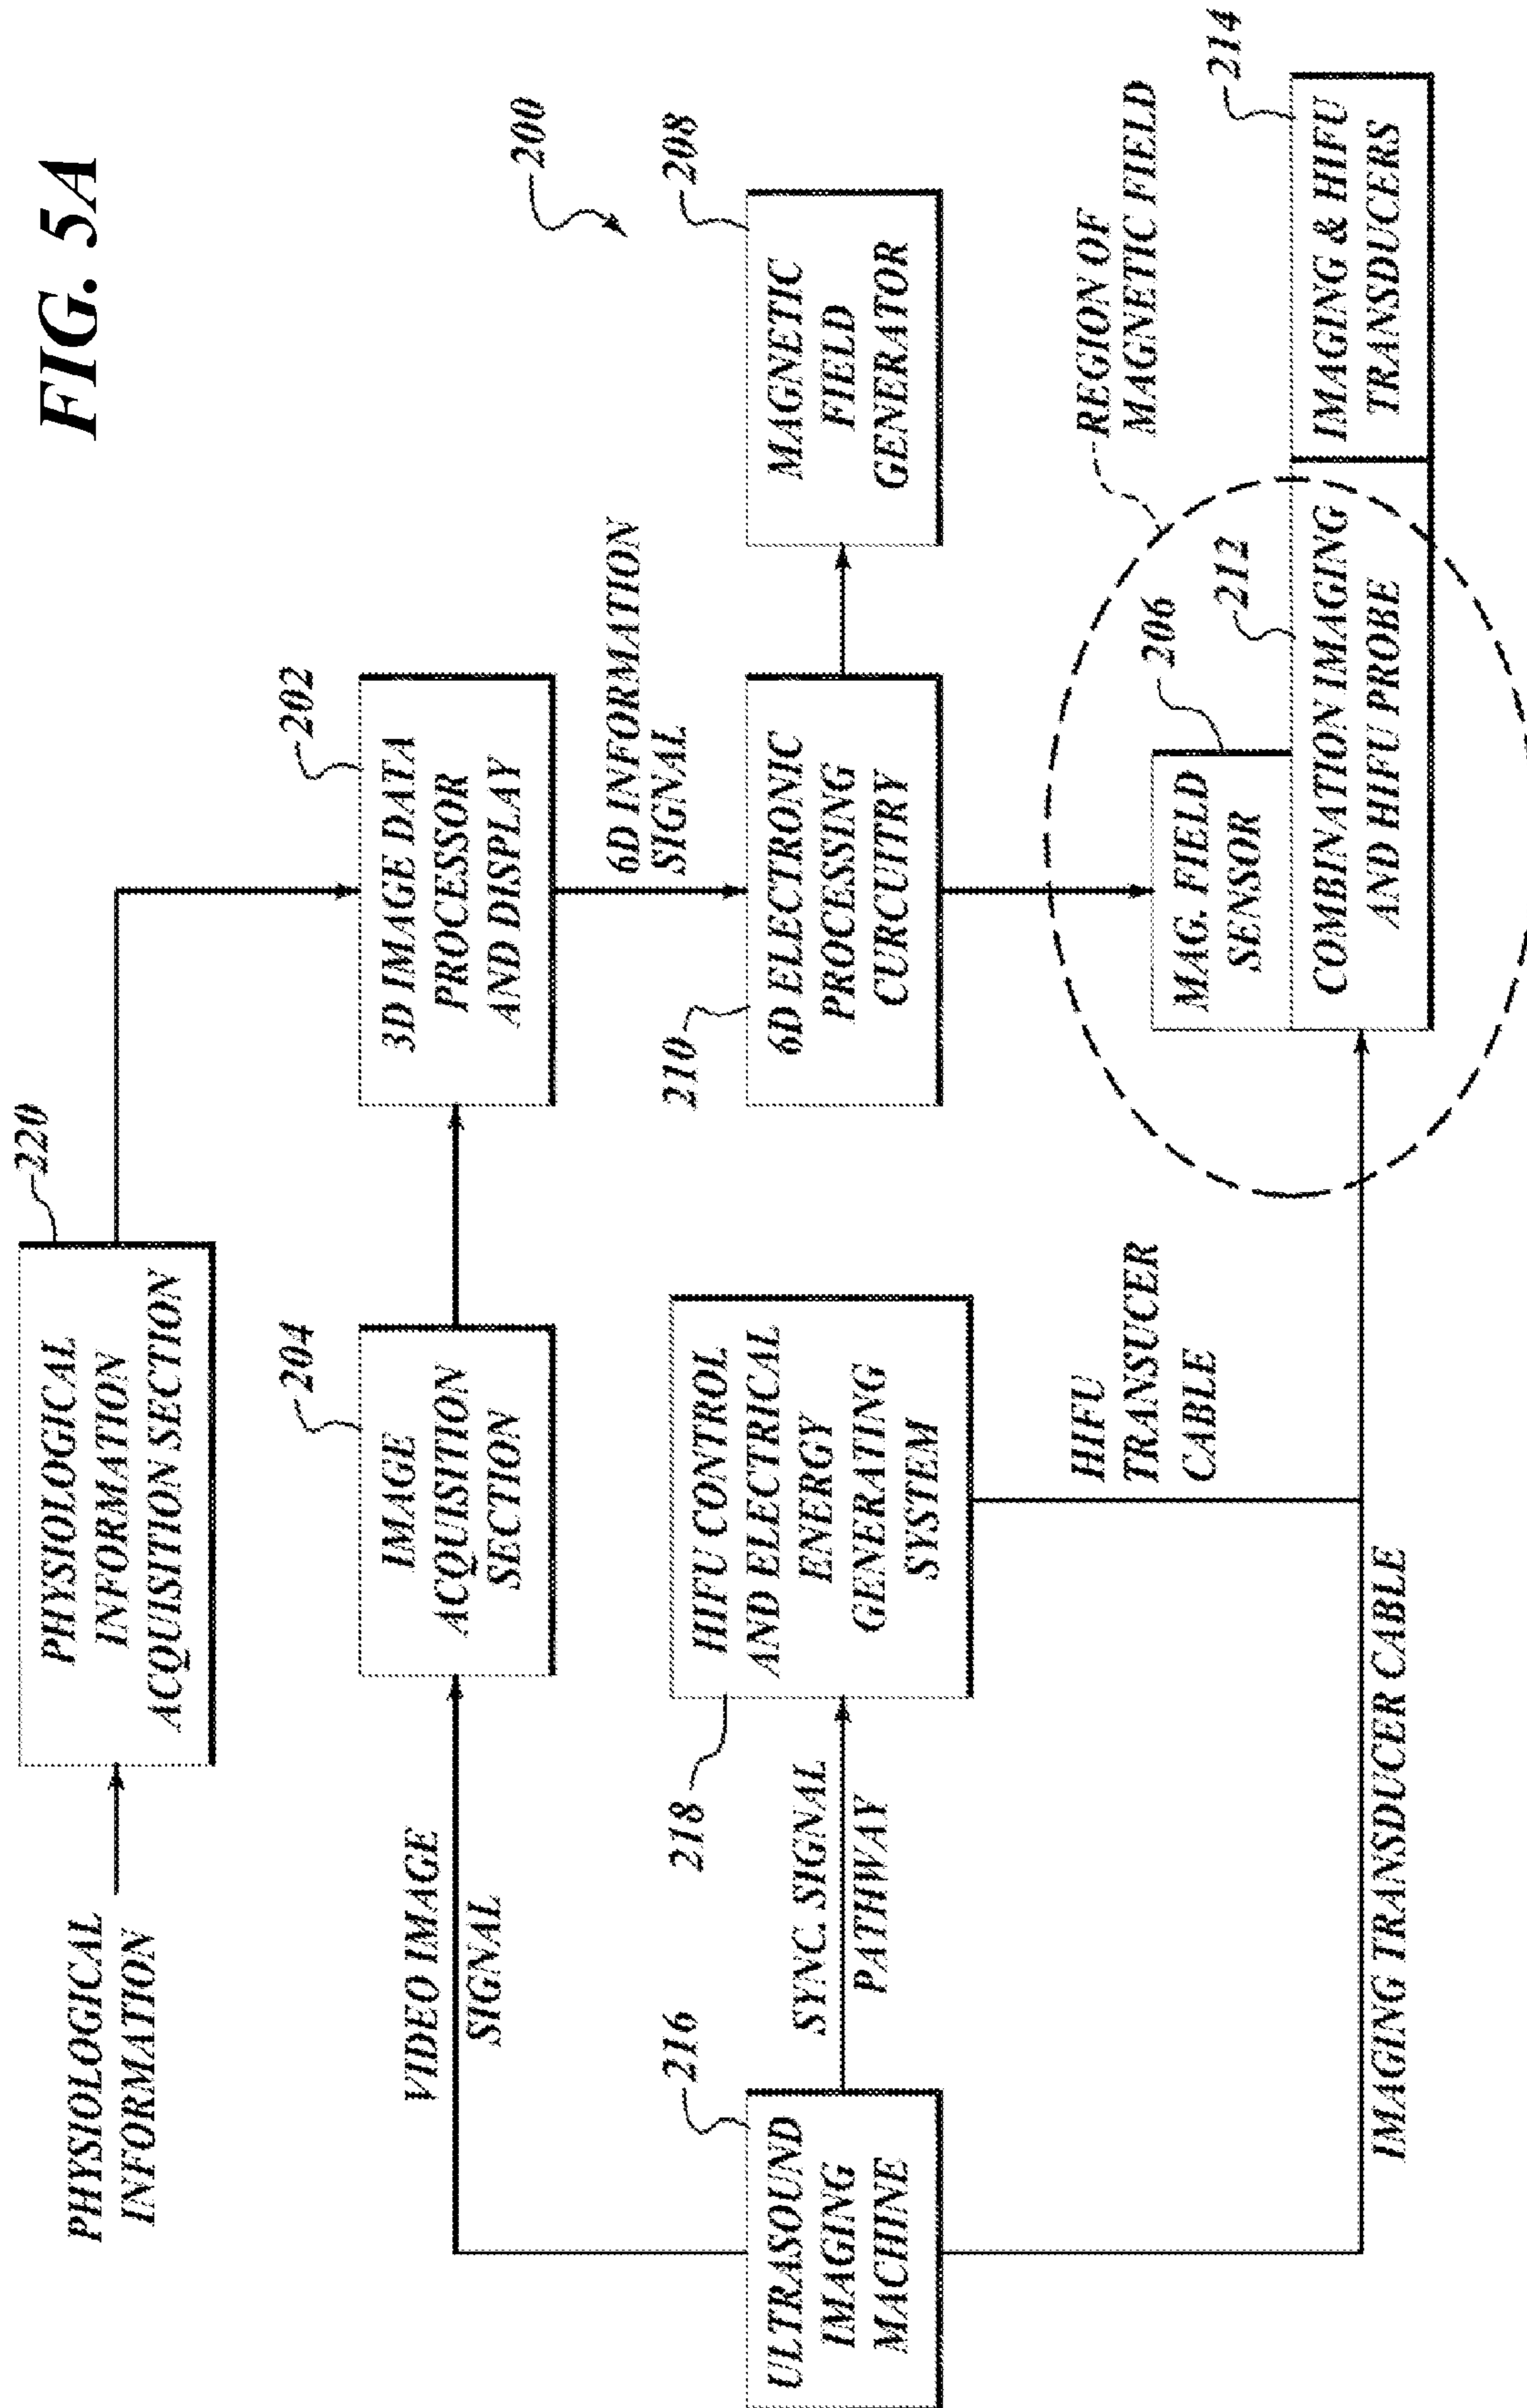 FIG. 5A
PHYSIOLOGICAL
INFORMATION
PHYSIOLOGICAL
INFORMATION
ACQUISITION SECTION
220
VIDEO IMAGE
SIGNAL
IMAGE
ACQUISITION
SECTION
204
3D IMAGE DATA
PROCESSOR
AND DISPLAY
202
200
6D INFORMATION
SIGNAL
ULTRASOUND
IMAGING
MACHINE
216
SYNC. SIGNAL
PATHWAY
HIFU CONTROL
AND ELECTRICAL
ENERGY
GENERATING
SYSTEM
218
6D ELECTRONIC
PROCESSING
CURCUITRY
210
MAGNETIC
FIELD
GENERATOR
208
HIFU
TRANSUCER
CABLE
REGION OF
MAGNETIC FIELD
MAG. FIELD
SENSOR
206
212
COMBINATION IMAGING
AND HIFU PROBE
IMAGING & HIFU
TRANSDUCERS
214
IMAGING TRANSDUCER CABLE